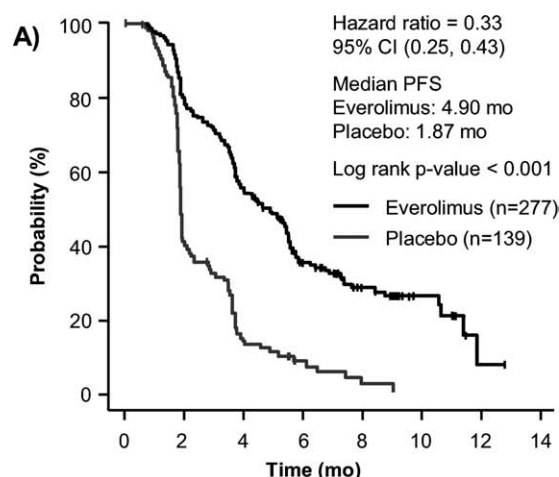 A)
Hazard ratio = 0.33
95% CI (0.25, 0.43)
Median PFS
Everolimus: 4.90 mo
Placebo: 1.87 mo
Log rank p-value < 0.001
Everolimus (n=277)
Placebo (n=139)
Probability (%)
100
80
60
40
20
0
0 2 4 6 8 10 12 14
Time (mo)